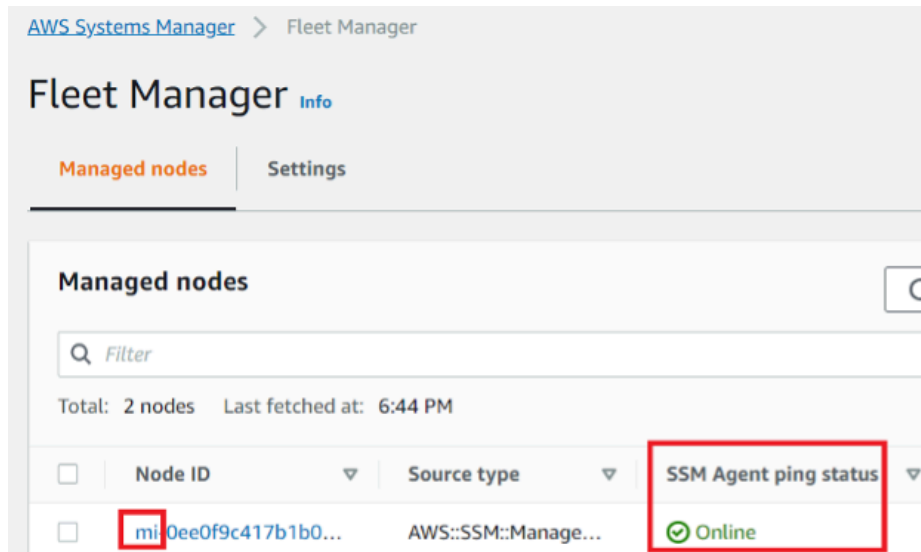 AWS Systems Manager > Fleet Manager
Fleet Manager Info
Managed nodes Settings
Managed nodes
Filter
Total: 2 nodes Last fetched at: 6:44 PM
Node ID Source type SSM Agent ping status
mi-0ee0f9c417b1b0... AWS::SSM::Manage... Online